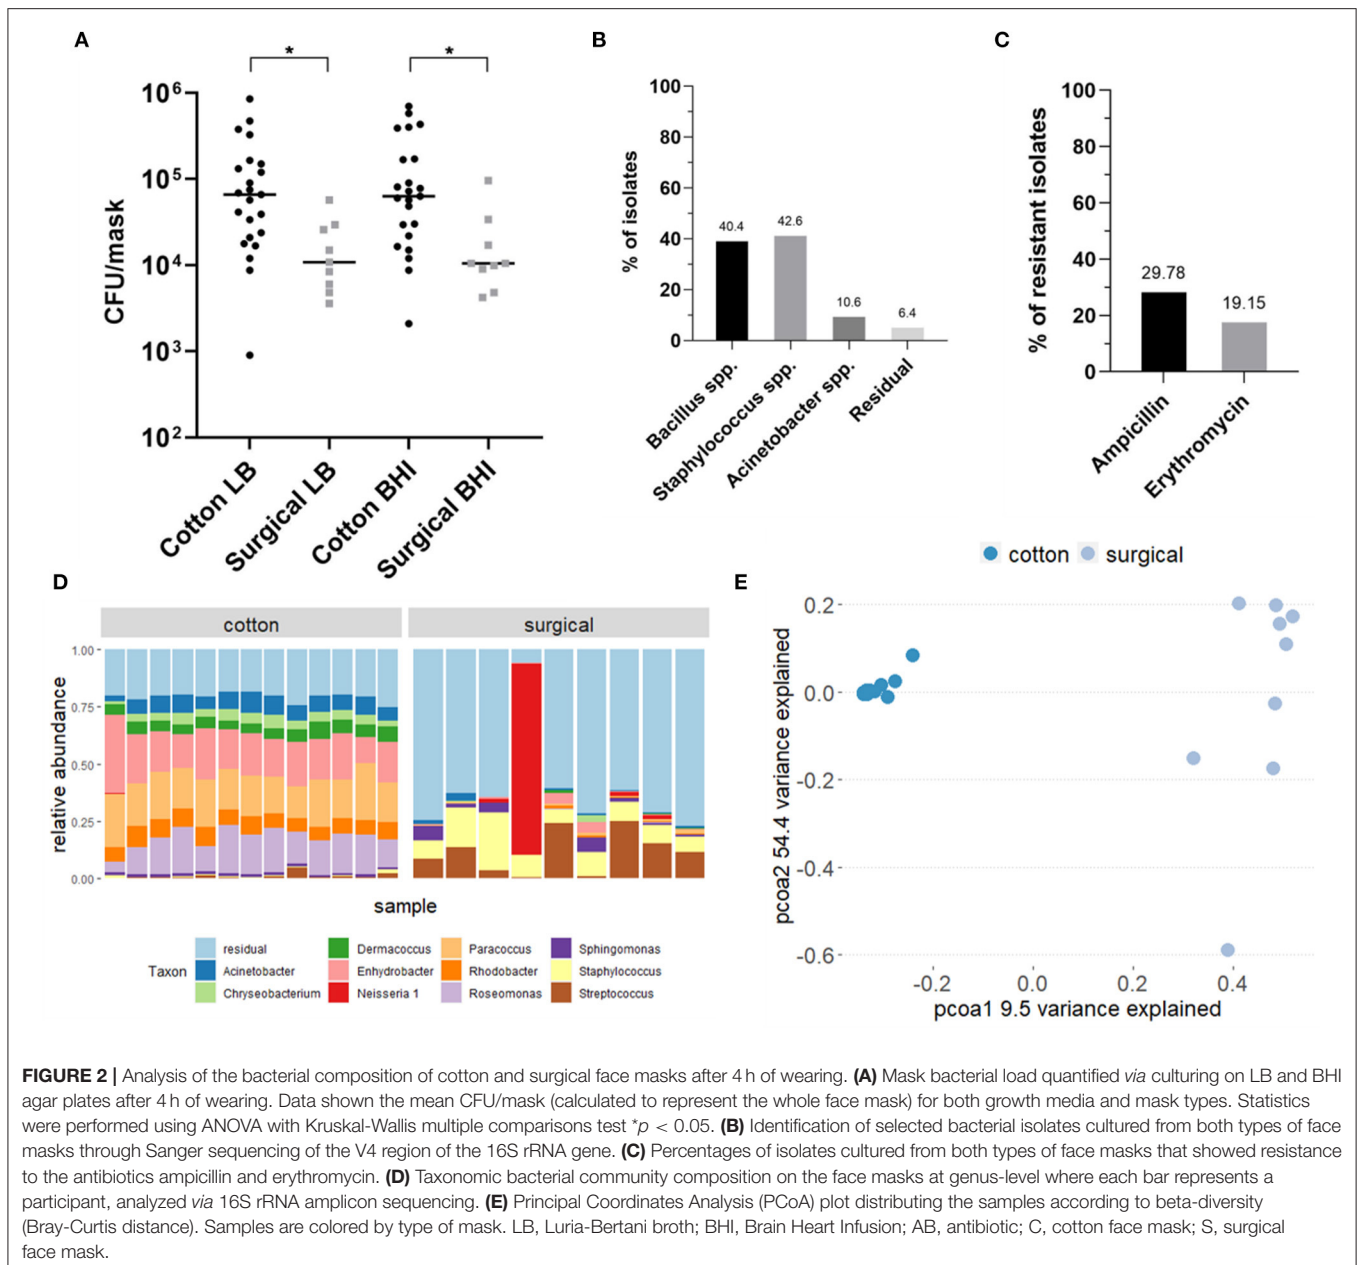 A
*
*
10^6
10^5
10^4
10^3
10^2
CFU/mask
Cotton LB
Surgical LB
Cotton BHI
Surgical BHI
B
100
80
60
40
20
0
% of isolates
40.4
42.6
10.6
6.4
Bacillus spp.
Staphylococcus spp.
Acinetobacter spp.
Residual
C
100
80
60
40
20
0
% of resistant isolates
29.78
19.15
Ampicillin
Erythromycin
D
cotton
surgical
1.00
0.75
0.50
0.25
0.00
relative abundance
sample
Taxon
residual
Acinetobacter
Chryseobacterium
Dermacoccus
Enhydrobacter
Neisseria 1
Paracoccus
Rhodobacter
Roseomonas
Sphingomonas
Staphylococcus
Streptococcus
E
cotton
surgical
0.2
0.0
-0.2
-0.4
-0.6
pcoa2 54.4 variance explained
-0.2
0.0
0.2
0.4
pcoa1 9.5 variance explained
FIGURE 2 | Analysis of the bacterial composition of cotton and surgical face masks after 4 h of wearing. (A) Mask bacterial load quantified via culturing on LB and BHI
agar plates after 4 h of wearing. Data shown the mean CFU/mask (calculated to represent the whole face mask) for both growth media and mask types. Statistics
were performed using ANOVA with Kruskal-Wallis multiple comparisons test *p < 0.05. (B) Identification of selected bacterial isolates cultured from both types of face
masks through Sanger sequencing of the V4 region of the 16S rRNA gene. (C) Percentages of isolates cultured from both types of face masks that showed resistance
to the antibiotics ampicillin and erythromycin. (D) Taxonomic bacterial community composition on the face masks at genus-level where each bar represents a
participant, analyzed via 16S rRNA amplicon sequencing. (E) Principal Coordinates Analysis (PCoA) plot distributing the samples according to beta-diversity
(Bray-Curtis distance). Samples are colored by type of mask. LB, Luria-Bertani broth; BHI, Brain Heart Infusion; AB, antibiotic; C, cotton face mask; S, surgical
face mask.